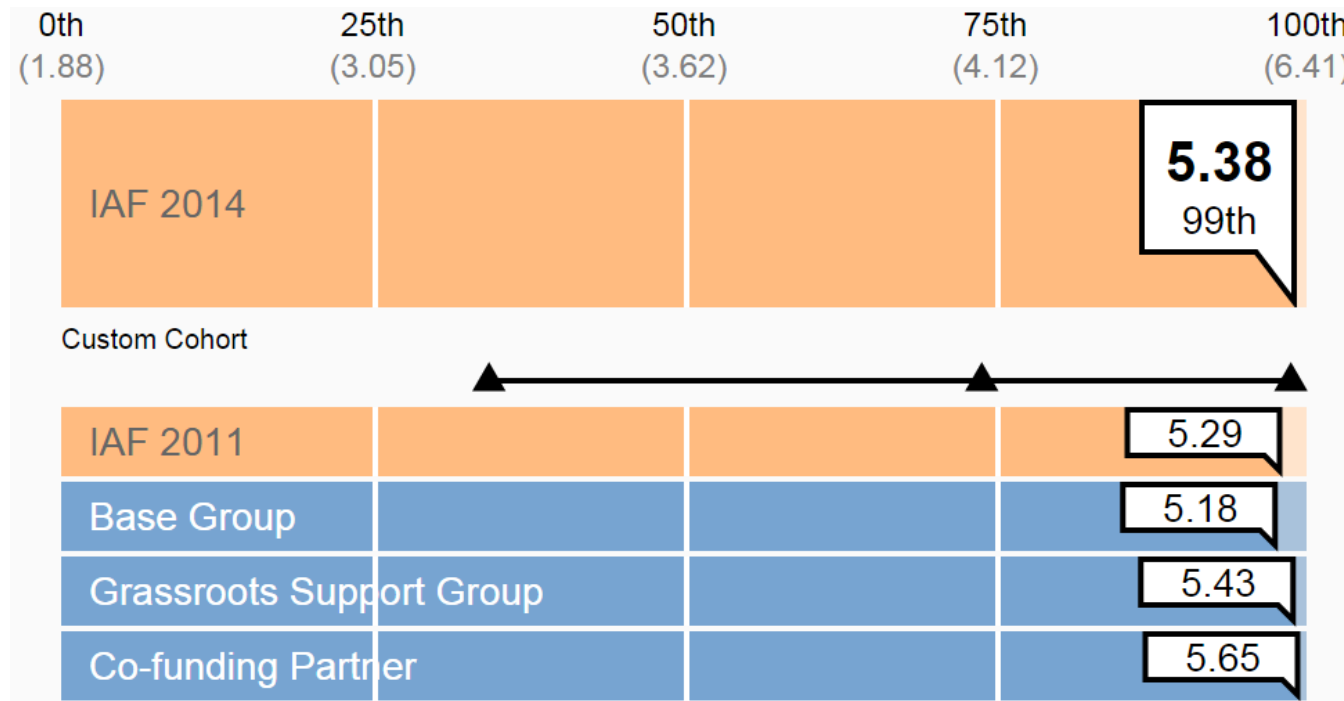 0th 25th 50th 75th 100th
(1.88) (3.05) (3.62) (4.12) (6.41)
5.38
IAF 2014
99th
Custom Cohort
IAF 2011 5.29
Base Group 5.18
Grassroots Support Group 5.43
Co-funding Partner 5.65